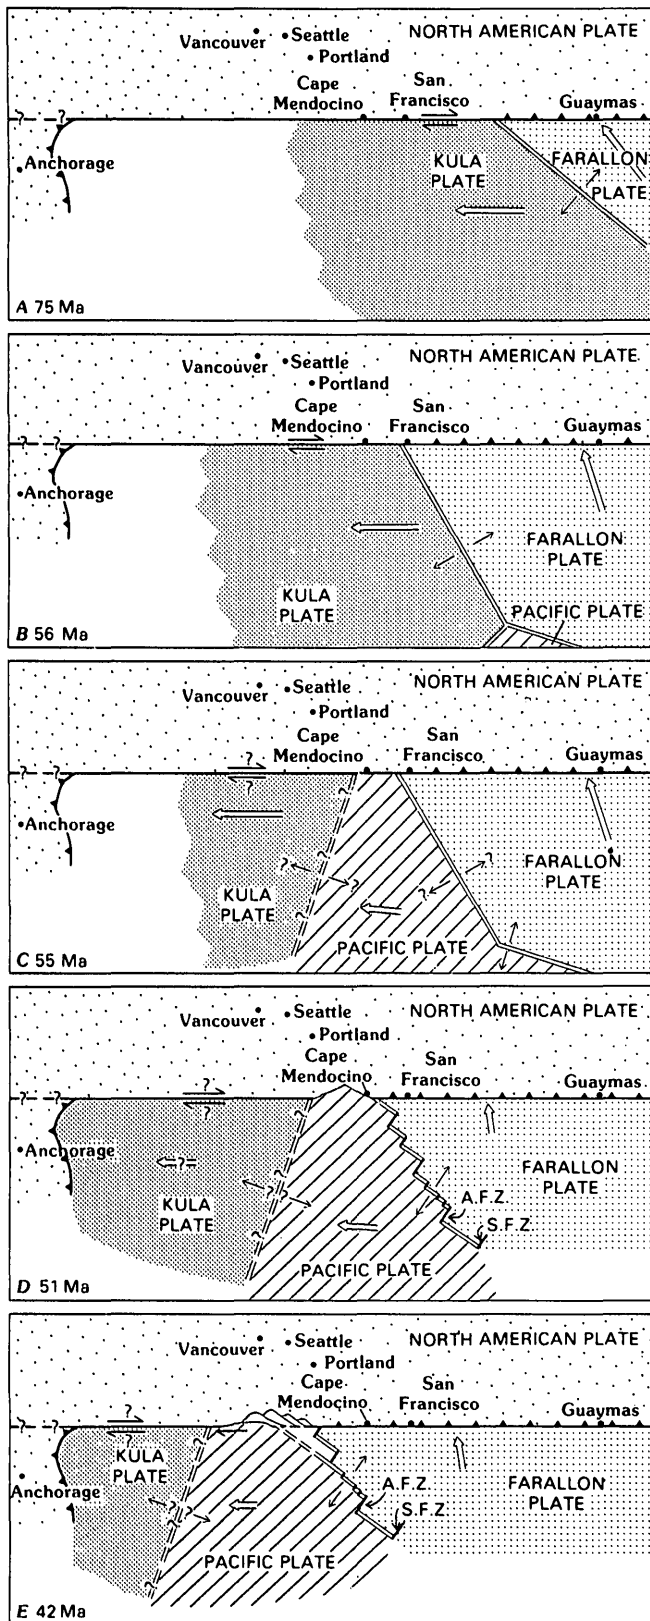 NORTH AMERICAN PLATE
Vancouver
Seattle
Portland
Cape
Mendocino
San
Francisco
Guaymas
? ?
Anchorage
KULA
PLATE
FARALLON
PLATE
A 75 Ma
NORTH AMERICAN PLATE
Vancouver
Seattle
Portland
Cape
Mendocino
San
Francisco
Guaymas
? ?
Anchorage
FARALLON
PLATE
KULA
PLATE
PACIFIC PLATE
B 56 Ma
NORTH AMERICAN PLATE
Vancouver
Seattle
Portland
Cape
Mendocino
San
Francisco
Guaymas
? ?
?
?
?
Anchorage
?
? ?
? ?
FARALLON
PLATE
KULA
PLATE
?
PACIFIC PLATE
C 55 Ma
NORTH AMERICAN PLATE
Vancouver
Seattle
Portland
Cape
Mendocino
San
Francisco
Guaymas
? ?
?
?
?
Anchorage
?
?
FARALLON
PLATE
KULA
PLATE
? ?
A.F.Z.
S.F.Z.
?
PACIFIC PLATE
D 51 Ma
NORTH AMERICAN PLATE
Vancouver
Seattle
Portland
Cape
Mendocino
San
Francisco
Guaymas
? ?
?
?
?
KULA
PLATE
Anchorage
? ?
FARALLON
PLATE
A.F.Z.
S.F.Z.
?
PACIFIC PLATE
E 42 Ma